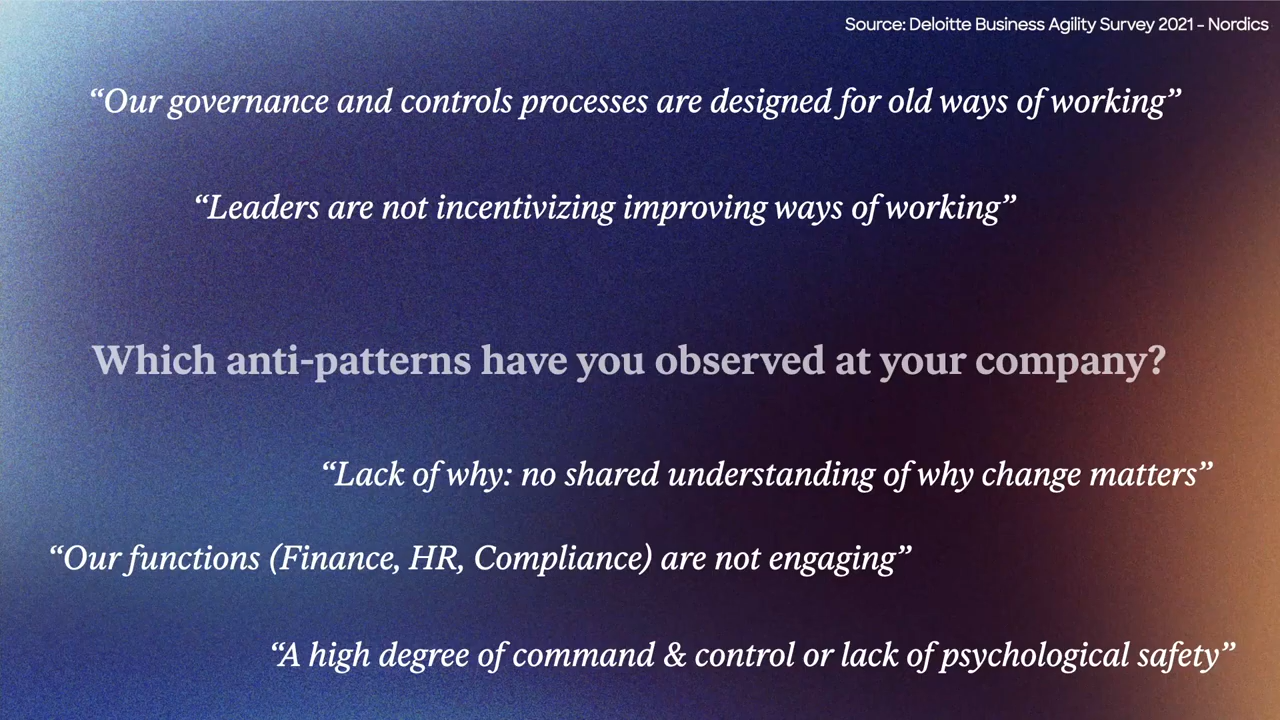 Source: Deloitte Business Agility Survey 2021 - Nordics
“Our governance and controls processes are designed for old ways of working”
“Leaders are not incentivizing improving ways of working”
Which anti-patterns have you observed at your company?
“Lack of why: no shared understanding of why change matters”
“Our functions (Finance, HR, Compliance) are not engaging”
“A high degree of command & control or lack of psychological safety”